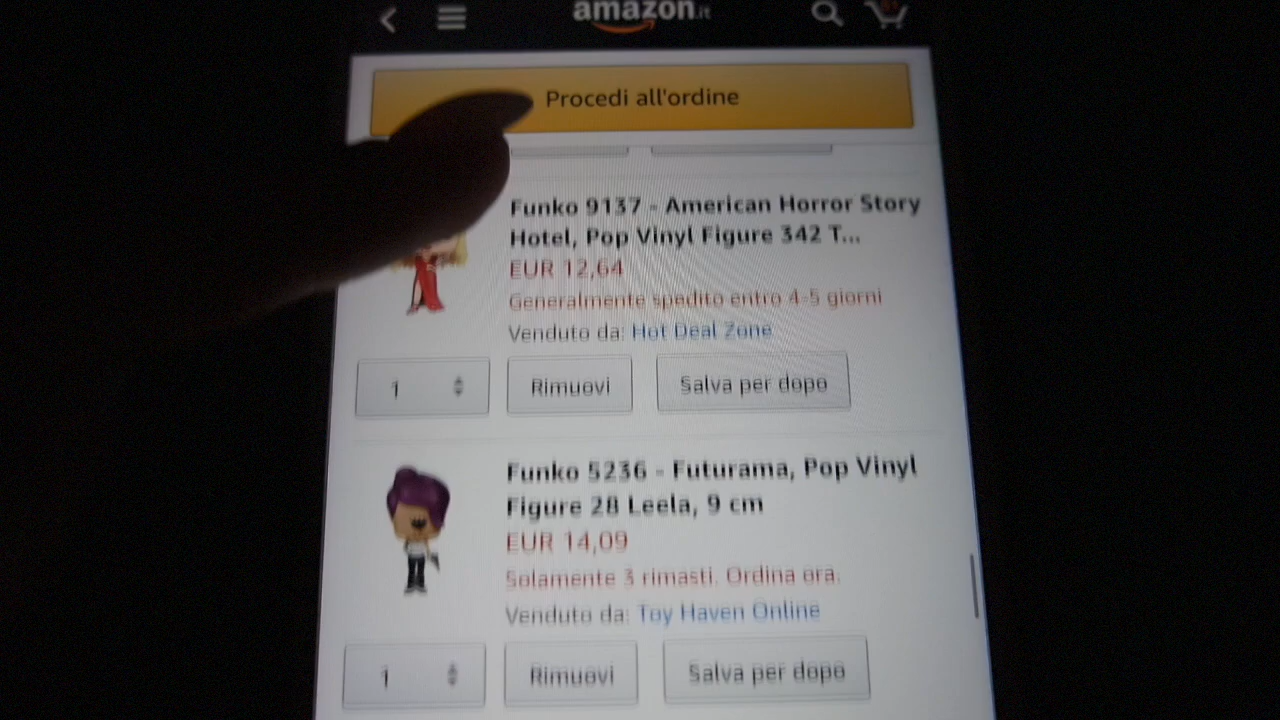 amazon.it
Procedi all'ordine
Funko 9137 - American Horror Story
Hotel, Pop Vinyl Figure 342 T...
EUR 12,64
Generalmente spedito entro 4-5 giorni
Venduto da: Hot Deal Zone
1 Rimuovi Salva per dopo
Funko 5236 - Futurama, Pop Vinyl
Figure 28 Leela, 9 cm
EUR 14,09
Solamente 3 rimasti. Ordina ora.
Venduto da: Toy Haven Online
1 Rimuovi Salva per dopo